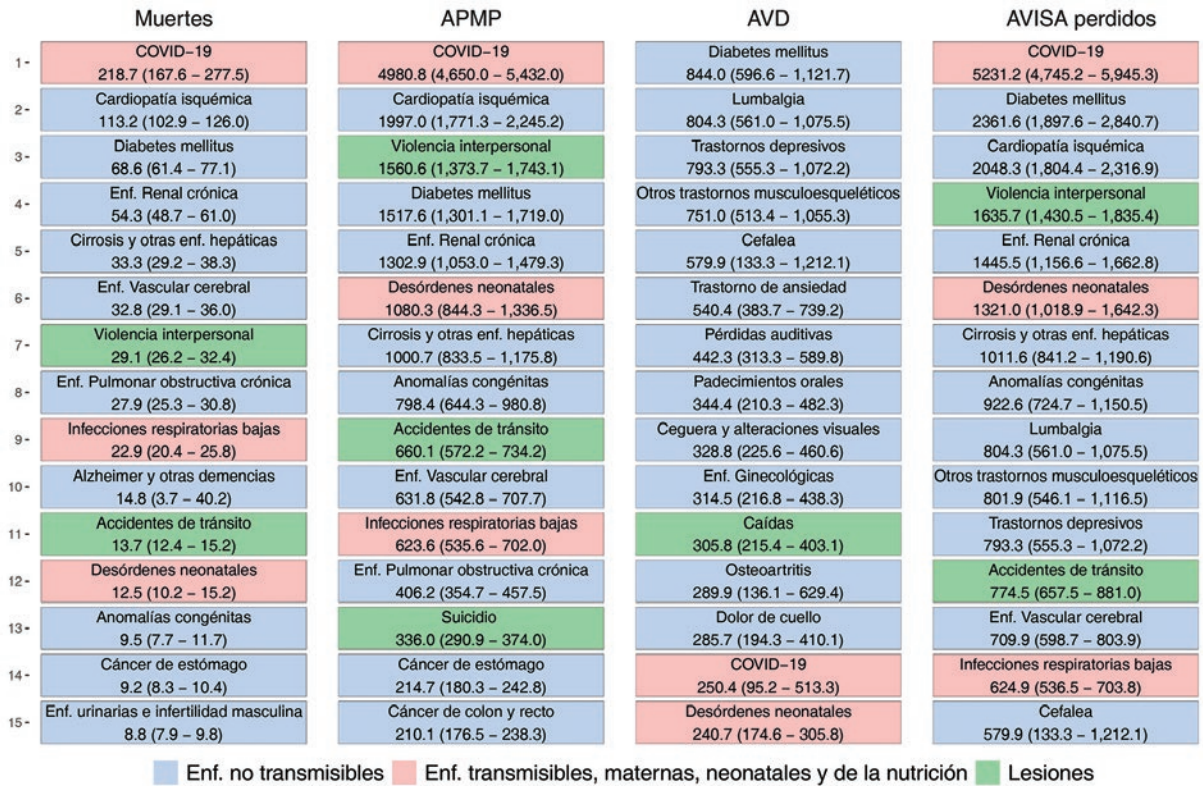 Muertes APMP AVD AVISA perdidos
1- COVID−19 COVID−19 Diabetes mellitus COVID−19
218.7 (167.6 − 277.5) 4980.8 (4,650.0 − 5,432.0) 844.0 (596.6 − 1,121.7) 5231.2 (4,745.2 − 5,945.3)
2- Cardiopatía isquémica Cardiopatía isquémica Lumbalgia Diabetes mellitus
113.2 (102.9 − 126.0) 1997.0 (1,771.3 − 2,245.2) 804.3 (561.0 − 1,075.5) 2361.6 (1,897.6 − 2,840.7)
3- Diabetes mellitus Violencia interpersonal Trastornos depresivos Cardiopatía isquémica
68.6 (61.4 − 77.1) 1560.6 (1,373.7 − 1,743.1) 793.3 (555.3 − 1,072.2) 2048.3 (1,804.4 − 2,316.9)
4- Enf. Renal crónica Diabetes mellitus Otros trastornos musculoesqueléticos Violencia interpersonal
54.3 (48.7 − 61.0) 1517.6 (1,301.1 − 1,719.0) 751.0 (513.4 − 1,055.3) 1635.7 (1,430.5 − 1,835.4)
5- Cirrosis y otras enf. hepáticas Enf. Renal crónica Cefalea Enf. Renal crónica
33.3 (29.2 − 38.3) 1302.9 (1,053.0 − 1,479.3) 579.9 (133.3 − 1,212.1) 1445.5 (1,156.6 − 1,662.8)
6- Enf. Vascular cerebral Desórdenes neonatales Trastorno de ansiedad Desórdenes neonatales
32.8 (29.1 − 36.0) 1080.3 (844.3 − 1,336.5) 540.4 (383.7 − 739.2) 1321.0 (1,018.9 − 1,642.3)
7- Violencia interpersonal Cirrosis y otras enf. hepáticas Pérdidas auditivas Cirrosis y otras enf. hepáticas
29.1 (26.2 − 32.4) 1000.7 (833.5 − 1,175.8) 442.3 (313.3 − 589.8) 1011.6 (841.2 − 1,190.6)
8- Enf. Pulmonar obstructiva crónica Anomalías congénitas Padecimientos orales Anomalías congénitas
27.9 (25.3 − 30.8) 798.4 (644.3 − 980.8) 344.4 (210.3 − 482.3) 922.6 (724.7 − 1,150.5)
9- Infecciones respiratorias bajas Accidentes de tránsito Ceguera y alteraciones visuales Lumbalgia
22.9 (20.4 − 25.8) 660.1 (572.2 − 734.2) 328.8 (225.6 − 460.6) 804.3 (561.0 − 1,075.5)
10- Alzheimer y otras demencias Enf. Vascular cerebral Enf. Ginecológicas Otros trastornos musculoesqueléticos
14.8 (3.7 − 40.2) 631.8 (542.8 − 707.7) 314.5 (216.8 − 438.3) 801.9 (546.1 − 1,116.5)
11- Accidentes de tránsito Infecciones respiratorias bajas Caídas Trastornos depresivos
13.7 (12.4 − 15.2) 623.6 (535.6 − 702.0) 305.8 (215.4 − 403.1) 793.3 (555.3 − 1,072.2)
12- Desórdenes neonatales Enf. Pulmonar obstructiva crónica Osteoartritis Accidentes de tránsito
12.5 (10.2 − 15.2) 406.2 (354.7 − 457.5) 289.9 (136.1 − 629.4) 774.5 (657.5 − 881.0)
13- Anomalías congénitas Suicidio Dolor de cuello Enf. Vascular cerebral
9.5 (7.7 − 11.7) 336.0 (290.9 − 374.0) 285.7 (194.3 − 410.1) 709.9 (598.7 − 803.9)
14- Cáncer de estómago Cáncer de estómago COVID−19 Infecciones respiratorias bajas
9.2 (8.3 − 10.4) 214.7 (180.3 − 242.8) 250.4 (95.2 − 513.3) 624.9 (536.5 − 703.8)
15- Enf. urinarias e infertilidad masculina Cáncer de colon y recto Desórdenes neonatales Cefalea
8.8 (7.9 − 9.8) 210.1 (176.5 − 238.3) 240.7 (174.6 − 305.8) 579.9 (133.3 − 1,212.1)
Enf. no transmisibles Enf. transmisibles, maternas, neonatales y de la nutrición Lesiones